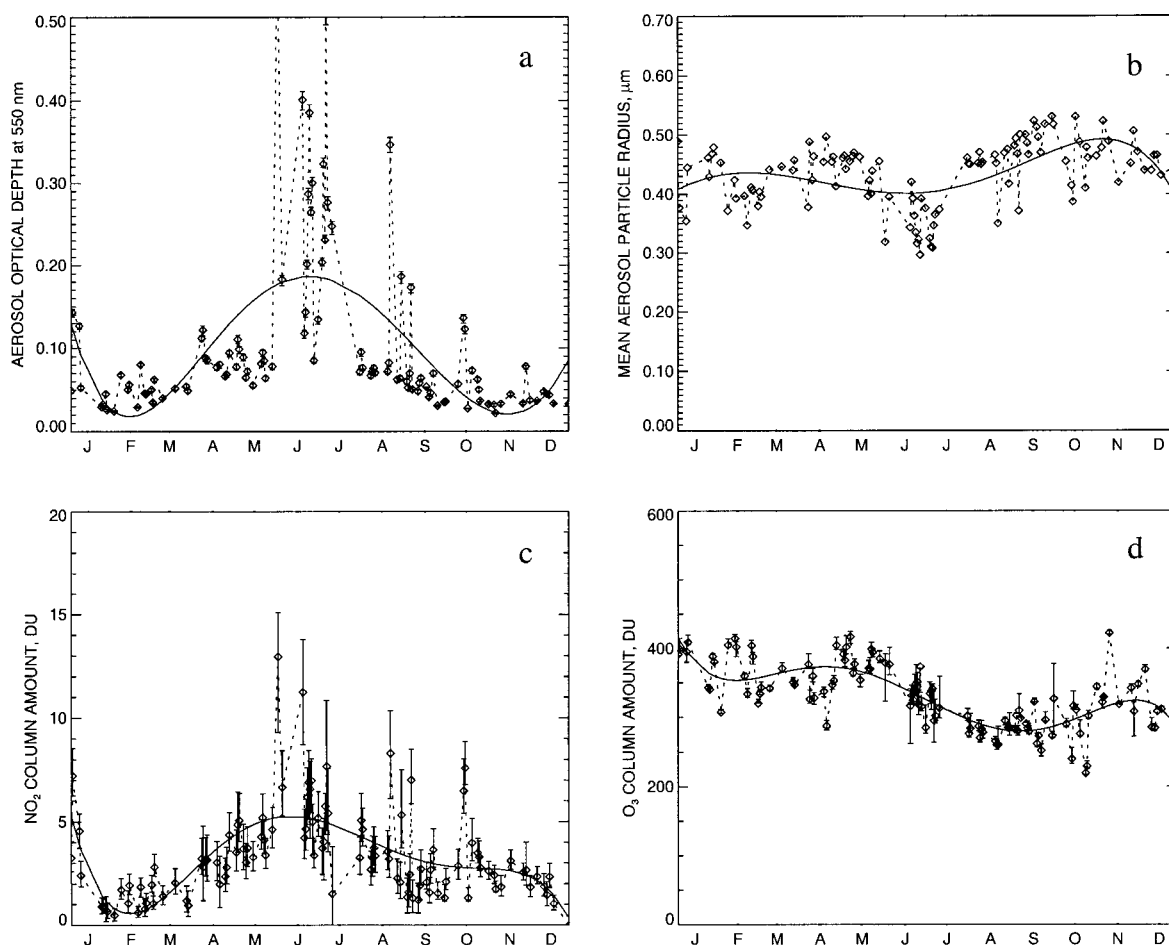 a
AEROSOL OPTICAL DEPTH at 550 nm
0.40
0.30
0.20
0.10
0.00
J F M A M J J A S O N D
b
MEAN AEROSOL PARTICLE RADIUS, μm
0.70
0.60
0.50
0.40
0.30
0.20
0.10
0.00
J F M A M J J A S O N D
c
NO₂ COLUMN AMOUNT, DU
20
15
10
5
0
J F M A M J J A S O N D
d
O₃ COLUMN AMOUNT, DU
600
400
200
0
J F M A M J J A S O N D